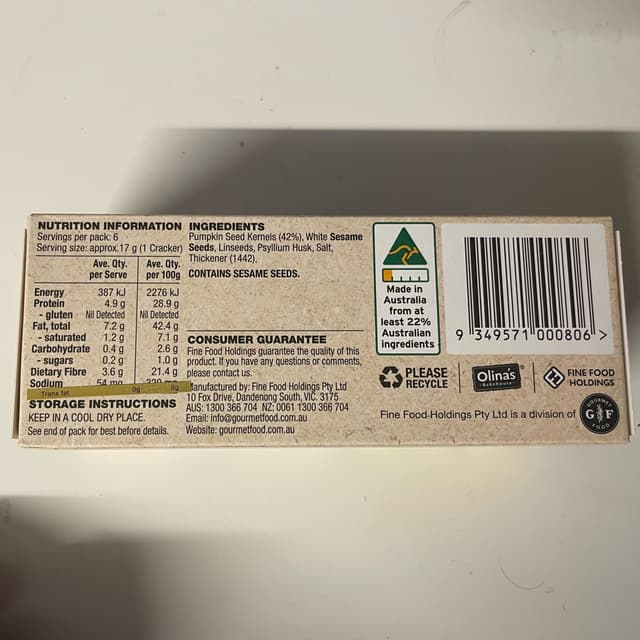 NUTRITION INFORMATION
Servings per pack: 6
Serving size: approx.17 g (1 Cracker)
Ave. Qty. per Serve Ave. Qty. per 100g
Energy 387 kJ 2276 kJ
Protein 4.9 g 28.9 g
- gluten Nil Detected Nil Detected
Fat, total 7.2 g 42.4 g
- saturated 1.2 g 7.1 g
Carbohydrate 0.4 g 2.6 g
- sugars 0.2 g 1.0 g
Dietary Fibre 3.6 g 21.4 g
Sodium 54 mg
Trans fat 0g 0g
STORAGE INSTRUCTIONS
KEEP IN A COOL DRY PLACE.
See end of pack for best before details.
INGREDIENTS
Pumpkin Seed Kernels (42%), White Sesame
Seeds, Linseeds, Psyllium Husk, Salt,
Thickener (1442).
CONTAINS SESAME SEEDS.
CONSUMER GUARANTEE
Fine Food Holdings guarantee the quality of this
product. If you have any questions or comments,
please contact us.
Manufactured by: Fine Food Holdings Pty Ltd
10 Fox Drive, Dandenong South, VIC. 3175
AUS: 1300 366 704 NZ: 0061 1300 366 704
Email: info@gourmetfood.com.au
Website: gourmetfood.com.au
Made in
Australia
from at
least 22%
Australian
ingredients
9 349571 000806 >
PLEASE
RECYCLE
Olina's
Bakehouse
FINE FOOD
HOLDINGS
Fine Food Holdings Pty Ltd is a division of
GOURMET
G F
FOOD